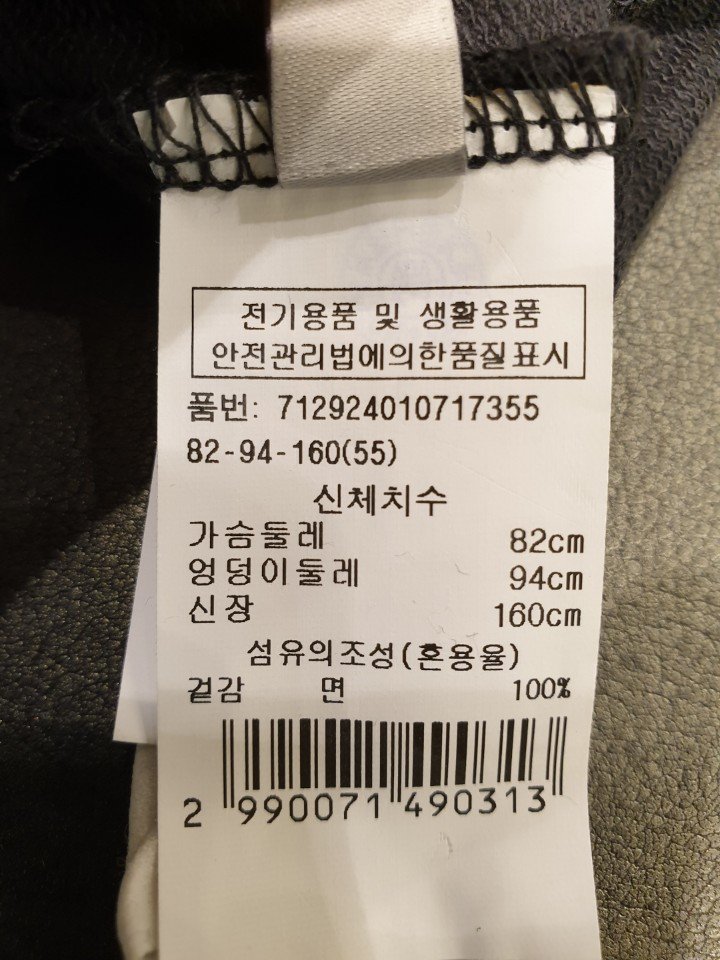 전기용품 및 생활용품
안전관리법에의한품질표시
품번: 712924010717355
82-94-160(55)
신체치수
가슴둘레 82cm
엉덩이둘레 94cm
신장 160cm
섬유의조성(혼용율)
겉감 면 100%
2 990071 490313